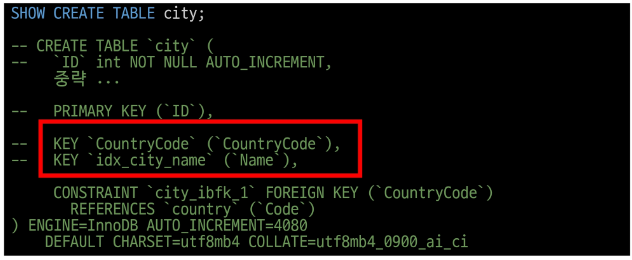 SHOW CREATE TABLE city;
-- CREATE TABLE `city` (
--   `ID` int NOT NULL AUTO_INCREMENT,
중략 ...
--   PRIMARY KEY (`ID`),
--   KEY `CountryCode` (`CountryCode`),
--   KEY `idx_city_name` (`Name`),
CONSTRAINT `city_ibfk_1` FOREIGN KEY (`CountryCode`)
REFERENCES `country` (`Code`)
) ENGINE=InnoDB AUTO_INCREMENT=4080
DEFAULT CHARSET=utf8mb4 COLLATE=utf8mb4_0900_ai_ci